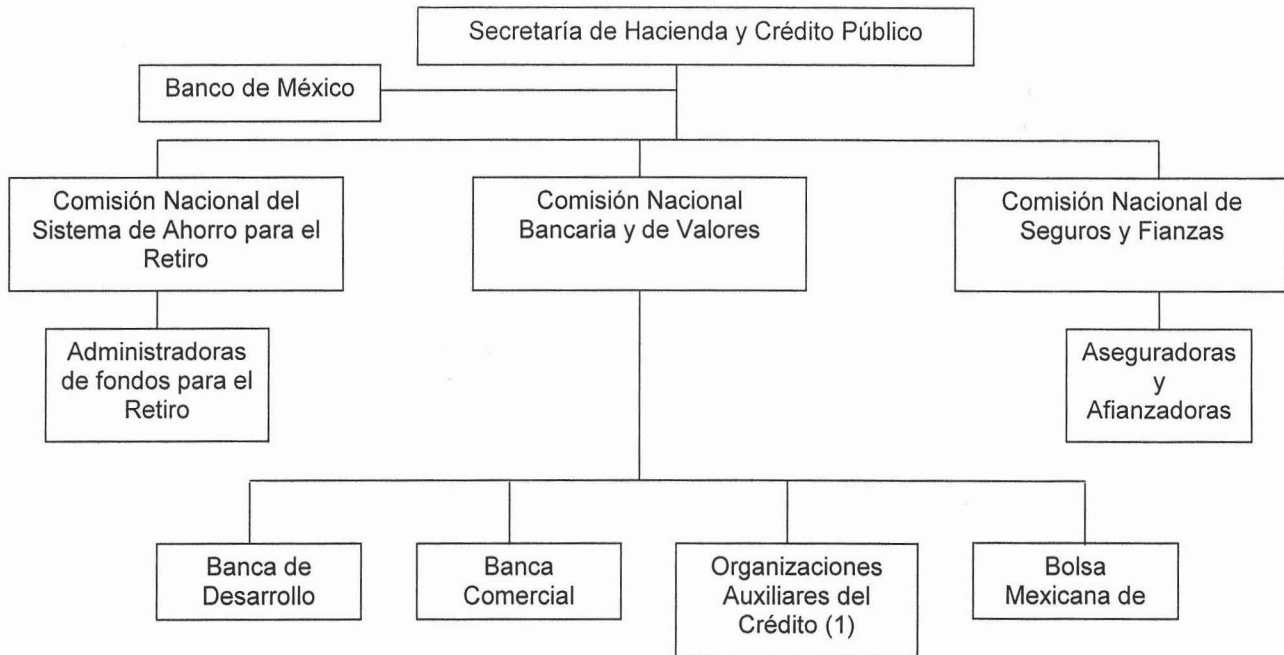 Secretaría de Hacienda y Crédito Público
Banco de México
Comisión Nacional del
Sistema de Ahorro para el
Retiro
Comisión Nacional
Bancaria y de Valores
Comisión Nacional de
Seguros y Fianzas
Administradoras
de fondos para el
Retiro
Aseguradoras
y
Afianzadoras
Banca de
Desarrollo
Banca
Comercial
Organizaciones
Auxiliares del
Crédito (1)
Bolsa
Mexicana de